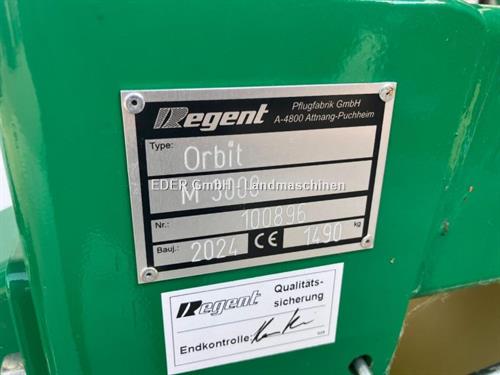 Regent
Pflugfabrik GmbH
A-4800 Attnang-Puchheim
Type: Orbit
EDER GmbH - Landmaschinen
M 3000
Nr.: 100896
Bauj.: 2024 CE 1490 kg
Regent Qualitäts-
sicherung
Endkontrolle: